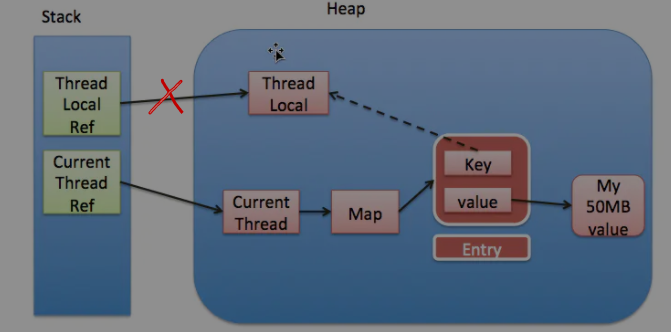 Stack
Heap
Thread
Local
Ref
Thread
Local
Current
Thread
Ref
Current
Thread
Map
Key
value
Entry
My
50MB
value